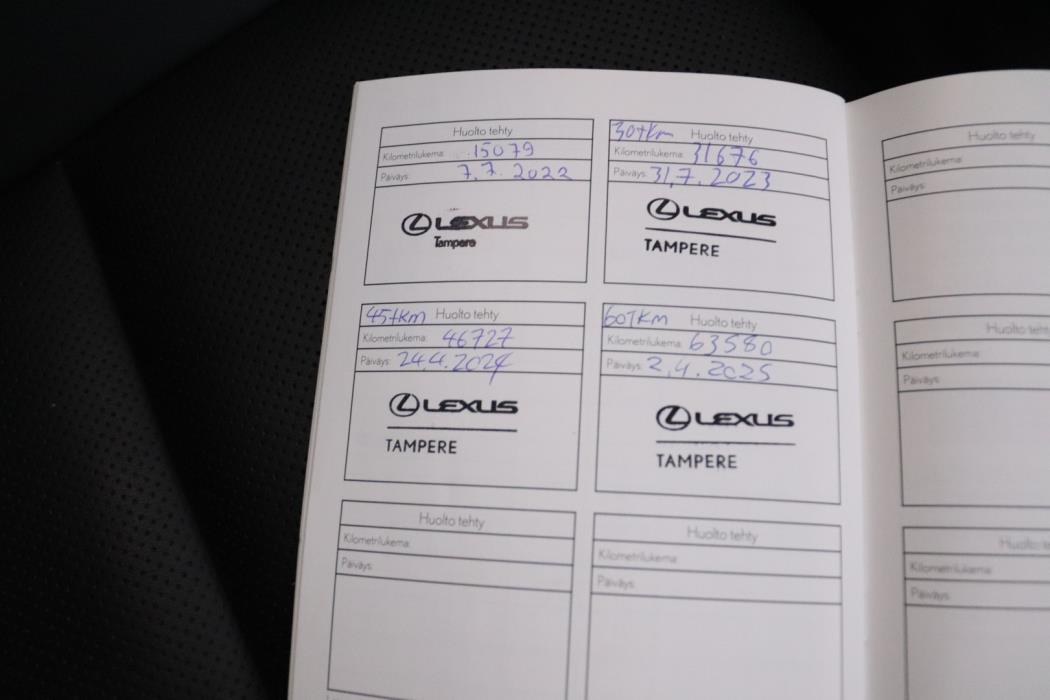 Huolto tehty
Kilometrilukema: 15079
Päiväys: 7.7.2022
LEXUS
Tampere
30tkm Huolto tehty
Kilometrilukema: 31676
Päiväys: 31.7.2023
LEXUS
TAMPERE
45tkm Huolto tehty
Kilometrilukema: 46727
Päiväys: 24.4.2024
LEXUS
TAMPERE
60Tkm Huolto tehty
Kilometrilukema: 63580
Päiväys: 2.4.2025
LEXUS
TAMPERE
Huolto tehty
Kilometrilukema:
Päiväys:
Huolto tehty
Kilometrilukema:
Päiväys:
Huolto tehty
Kilometrilukema:
Päiväys:
Huolto tehty
Kilometrilukema:
Päiväys:
Kilometrilukema:
Päiväys: